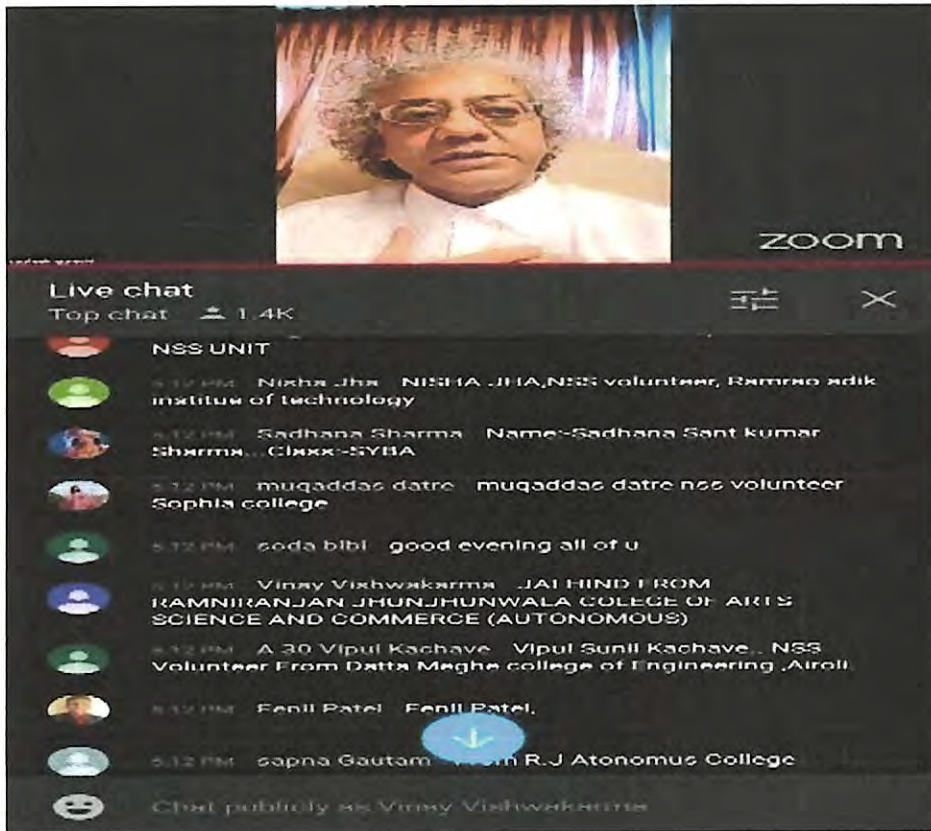 zoom
Live chat
Top chat 1.4K
NSS UNIT
5:12 PM Nisha Jha NISHA JHA,NSS volunteer, Ramrao adik
institue of technology
5:12 PM Sadhana Sharma Name:-Sadhana Sant kumar
Sharma...Class:-SYBA
5:12 PM muqaddas datre muqaddas datre nss volunteer
Sophia college
5:12 PM soda bibi good evening all of u
5:12 PM Vinay Vishwakarma JAI HIND FROM
RAMNIRANJAN JHUNJHUNWALA COLEGE OF ARTS
SCIENCE AND COMMERCE (AUTONOMOUS)
5:12 PM A 30 Vipul Kachave Vipul Sunil Kachave.. NSS
Volunteer From Datta Meghe college of Engineering ,Airoli.
5:12 PM Fenil Patel Fenil Patel,
5:12 PM sapna Gautam R.J Atonomus College
Chat publicly as Vinay Vishwakarma